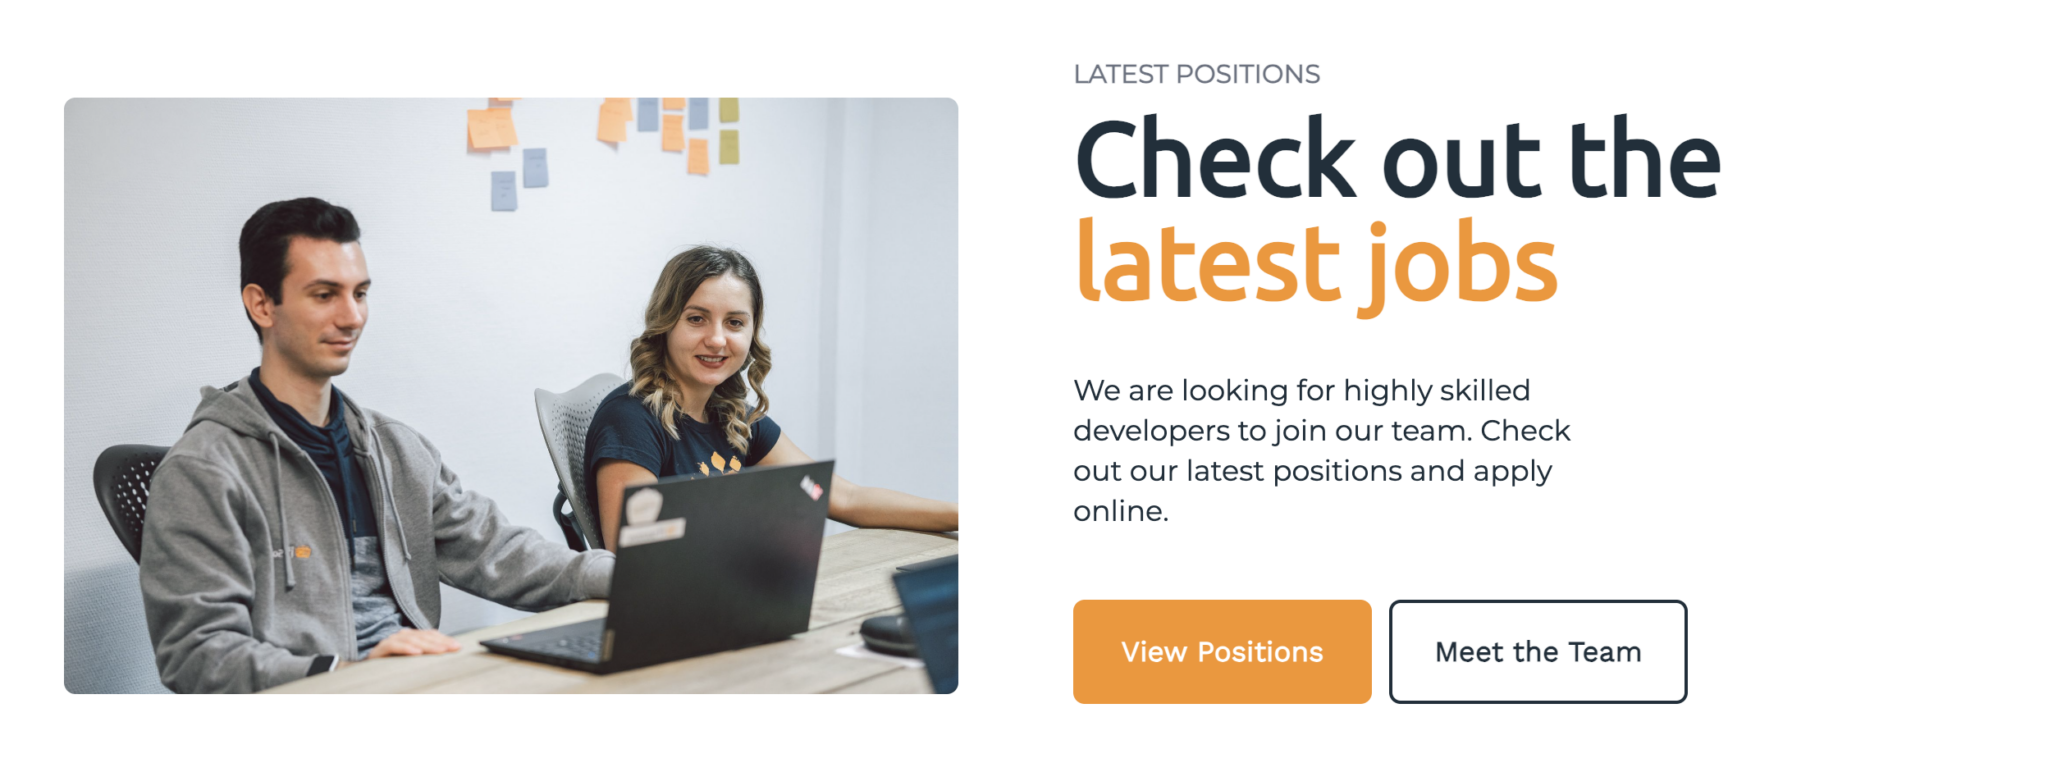 LATEST POSITIONS
Check out the
latest jobs
We are looking for highly skilled
developers to join our team. Check
out our latest positions and apply
online.
View Positions
Meet the Team